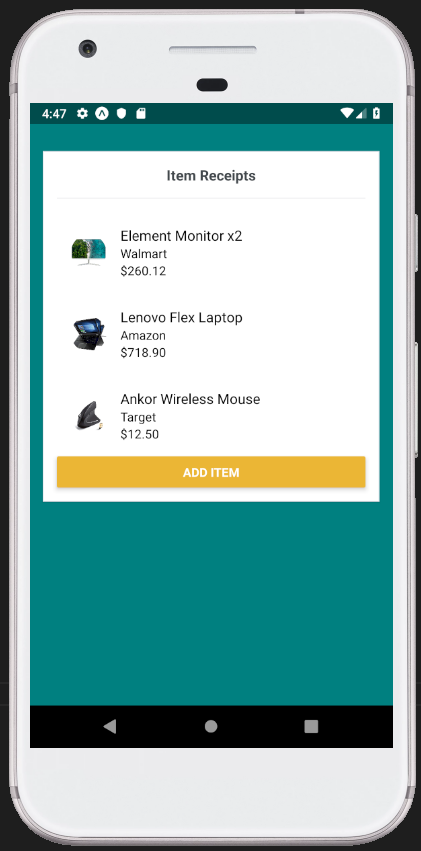 4:47
Item Receipts
Element Monitor x2
Walmart
$260.12
Lenovo Flex Laptop
Amazon
$718.90
Ankor Wireless Mouse
Target
$12.50
ADD ITEM